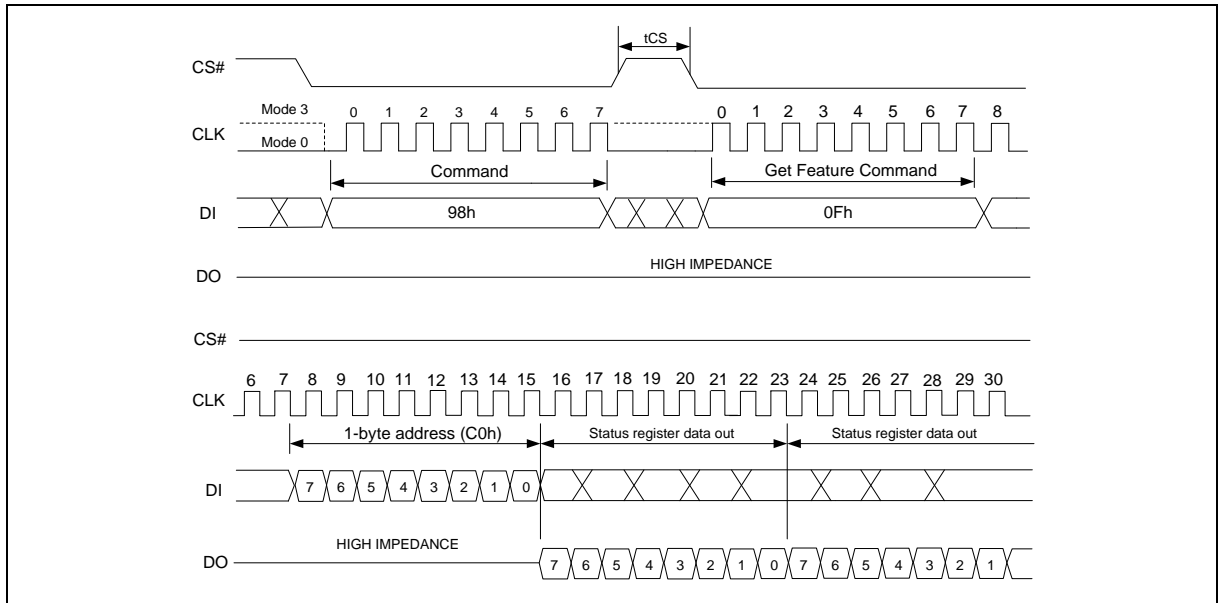 tCS
CS#
Mode 3
0 1 2 3 4 5 6 7 0 1 2 3 4 5 6 7 8
CLK
Mode 0
Command Get Feature Command
DI 98h 0Fh
HIGH IMPEDANCE
DO
CS#
6 7 8 9 10 11 12 13 14 15 16 17 18 19 20 21 22 23 24 25 26 27 28 29 30
CLK
1-byte address (C0h) Status register data out Status register data out
DI 7 6 5 4 3 2 1 0
HIGH IMPEDANCE
DO 7 6 5 4 3 2 1 0 7 6 5 4 3 2 1